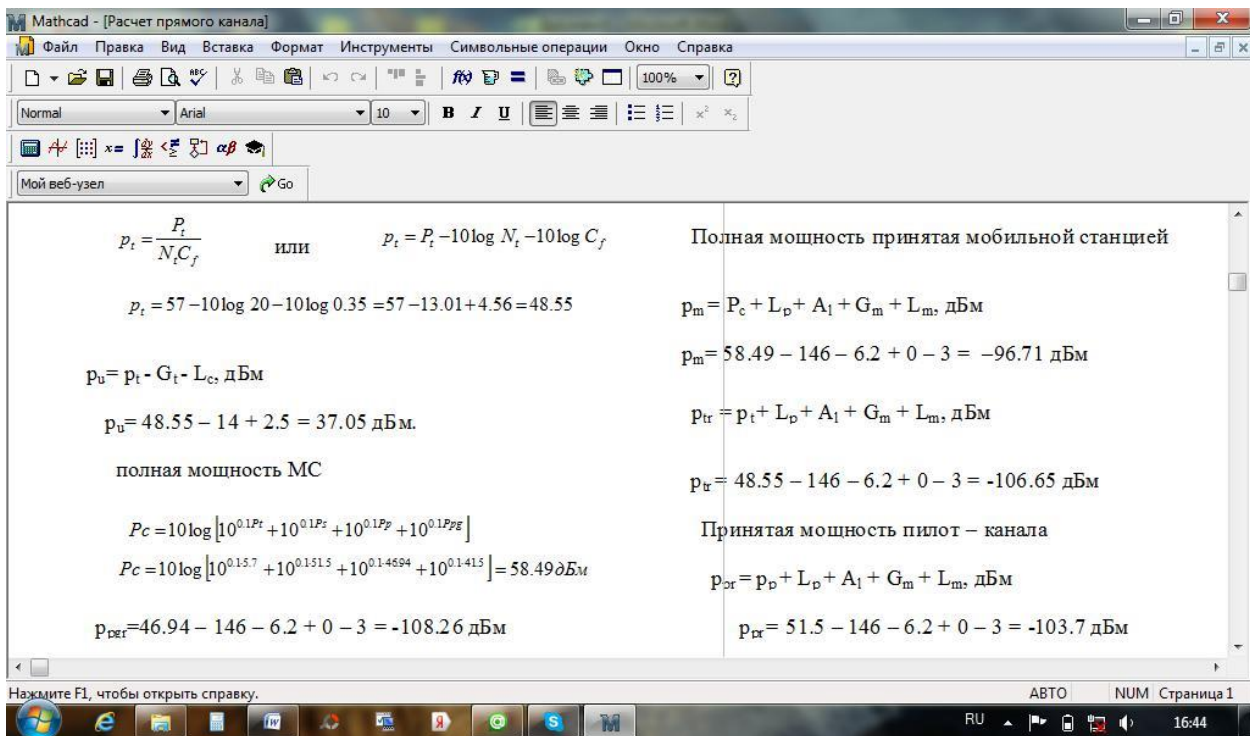 Mathcad - [Расчет прямого канала]
Файл Правка Вид Вставка Формат Инструменты Символьные операции Окно Справка
100%
Normal Arial 10 B I U
Мой веб-узел Go
p_t = P_t / N_t C_f или p_t = P_t − 10log N_t − 10log C_f
p_t = 57 − 10log 20 − 10log 0.35 = 57 − 13.01 + 4.56 = 48.55
p_u = p_t - G_t - L_c, дБм
p_u = 48.55 – 14 + 2.5 = 37.05 дБм.
полная мощность МС
Pc = 10log[10^0.1Pt + 10^0.1Ps + 10^0.1Pp + 10^0.1Ppg]
Pc = 10log[10^0.1·5.7 + 10^0.1·51.5 + 10^0.1·46.94 + 10^0.1·41.5] = 58.49дБм
p_pgr=46.94 – 146 – 6.2 + 0 – 3 = -108.26 дБм
Полная мощность принятая мобильной станцией
p_m = P_c + L_p + A_l + G_m + L_m, дБм
p_m = 58.49 – 146 – 6.2 + 0 – 3 = –96.71 дБм
p_tr = p_t + L_p + A_l + G_m + L_m, дБм
p_tr = 48.55 – 146 – 6.2 + 0 – 3 = -106.65 дБм
Принятая мощность пилот – канала
p_pr = p_p + L_p + A_l + G_m + L_m, дБм
p_pr = 51.5 – 146 – 6.2 + 0 – 3 = -103.7 дБм
Нажмите F1, чтобы открыть справку. АВТО NUM Страница 1
RU 16:44